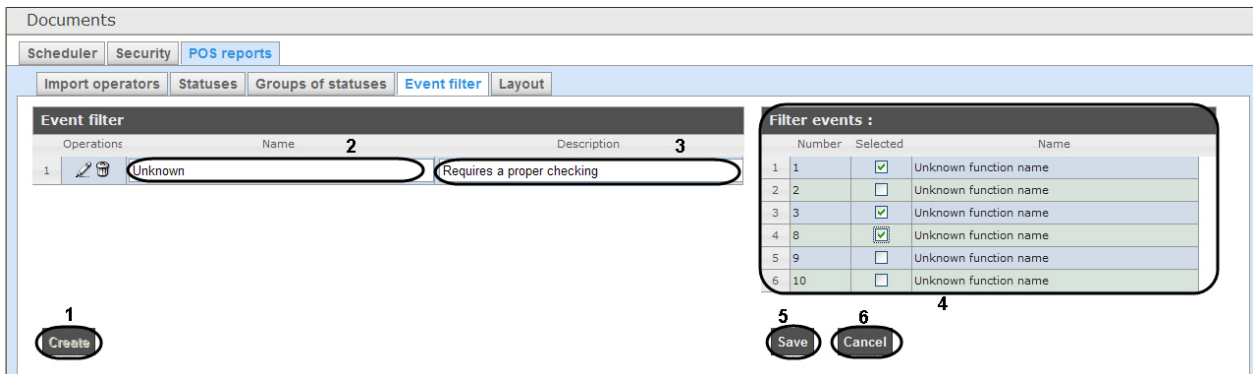 Documents
Scheduler Security POS reports
Import operators Statuses Groups of statuses Event filter Layout
Event filter
Operations Name 2 Description 3
1 Unknown Requires a proper checking
Filter events :
Number Selected Name
1 1 Unknown function name
2 2 Unknown function name
3 3 Unknown function name
4 8 Unknown function name
5 9 Unknown function name
6 10 Unknown function name
4
1
Create
5 6
Save Cancel